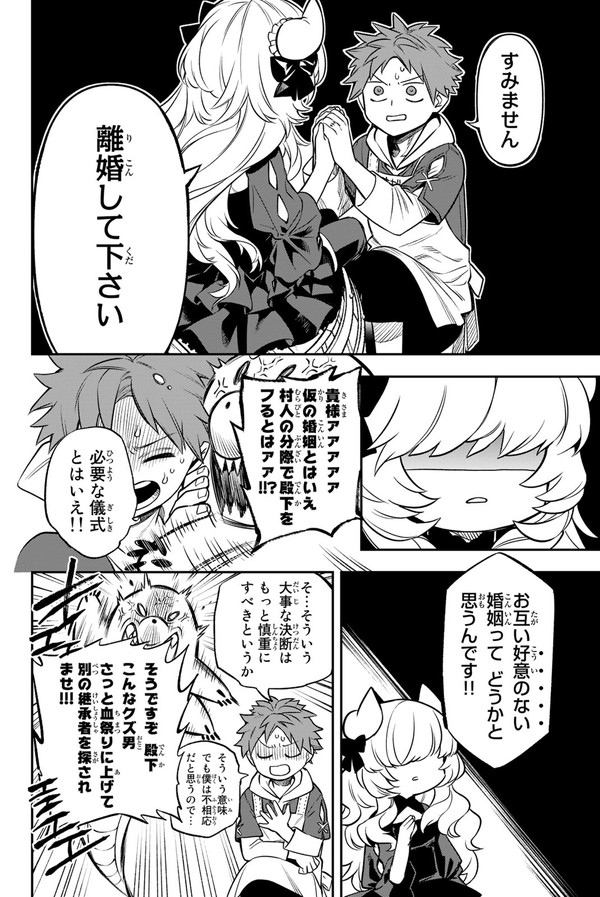 すみません
離婚して下さい
貴様ァァァァァ
仮の婚姻とはいえ
村人の分際で殿下を
フるとはァァ!!?
必要な儀式
とはいえ!!
お互い好意のない
婚姻って どうかと
思うんです!!
そ…そういう
大事な決断は
もっと慎重に
すべきというか
そういう意味
でも僕は不相応
だと思うので…
そうですぞ 殿下
こんなクズ男
さっと血祭りに上げて
別の継承者を探され
ませ!!!